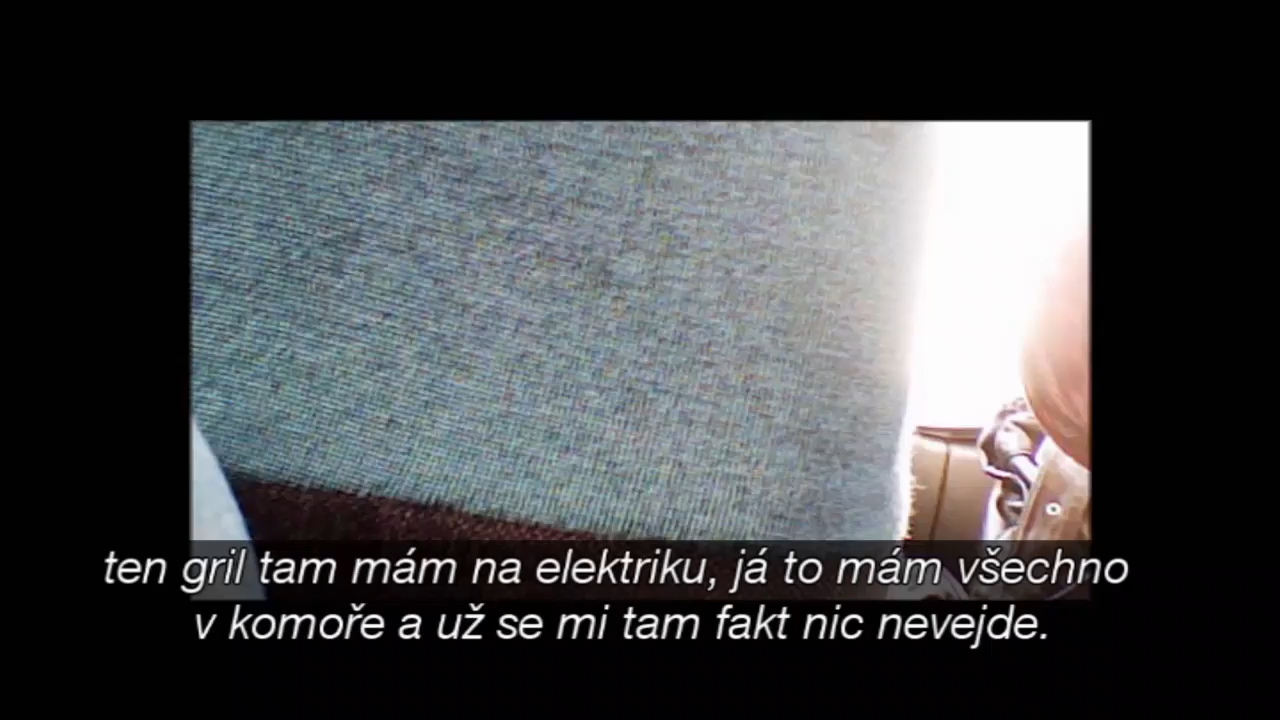 ten gril tam mám na elektriku, já to mám všechno
v komoře a už se mi tam fakt nic nevejde.